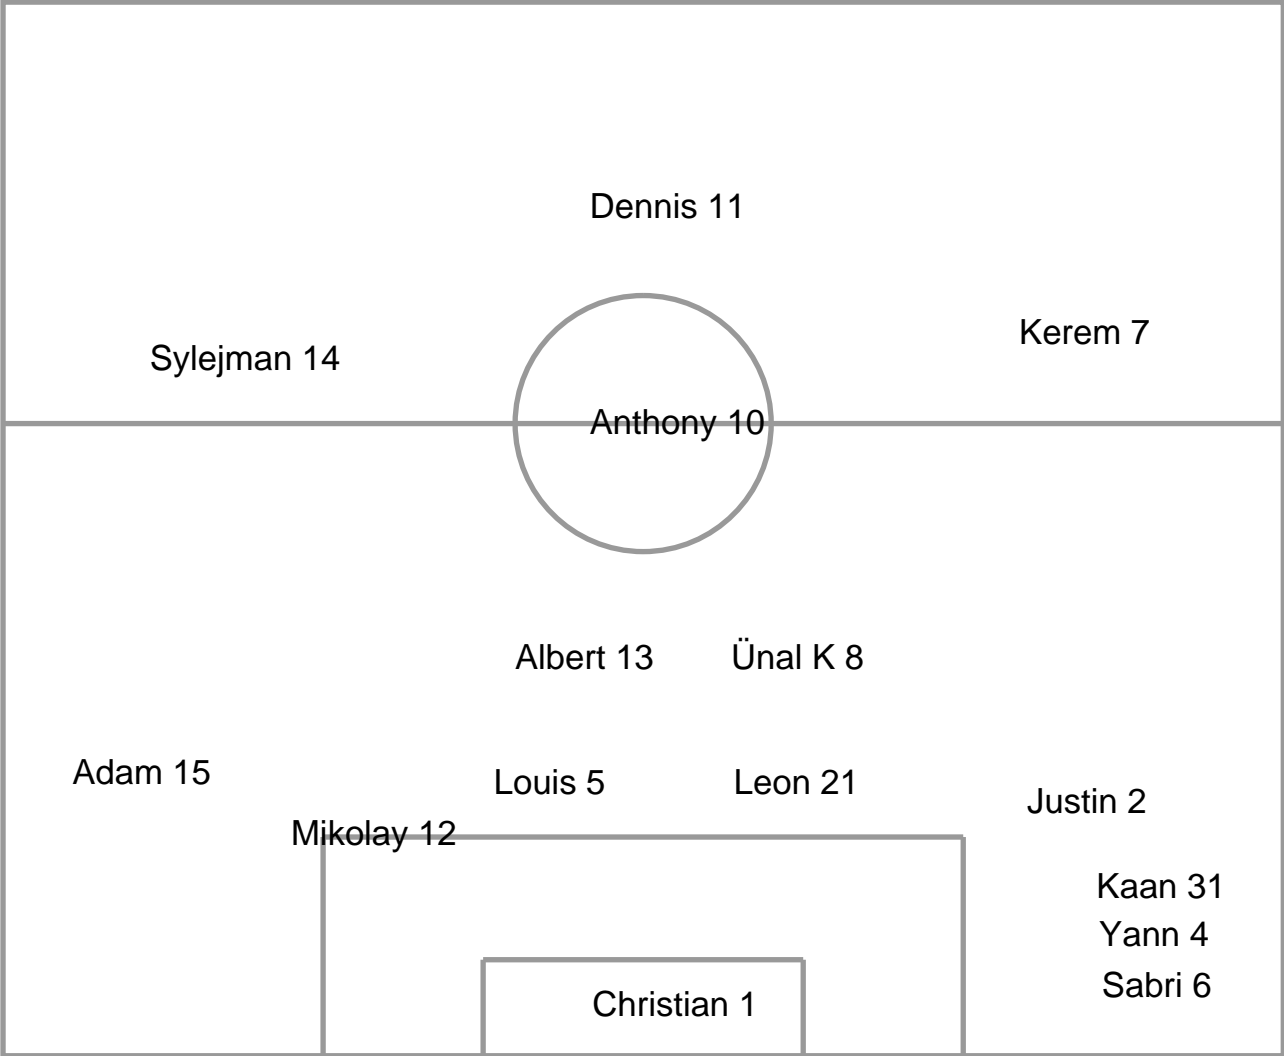 Dennis 11
Kerem 7
Sylejman 14
Anthony 10
Albert 13
Ünal K 8
Adam 15
Louis 5
Leon 21
Justin 2
Mikolay 12
Kaan 31
Yann 4
Sabri 6
Christian 1